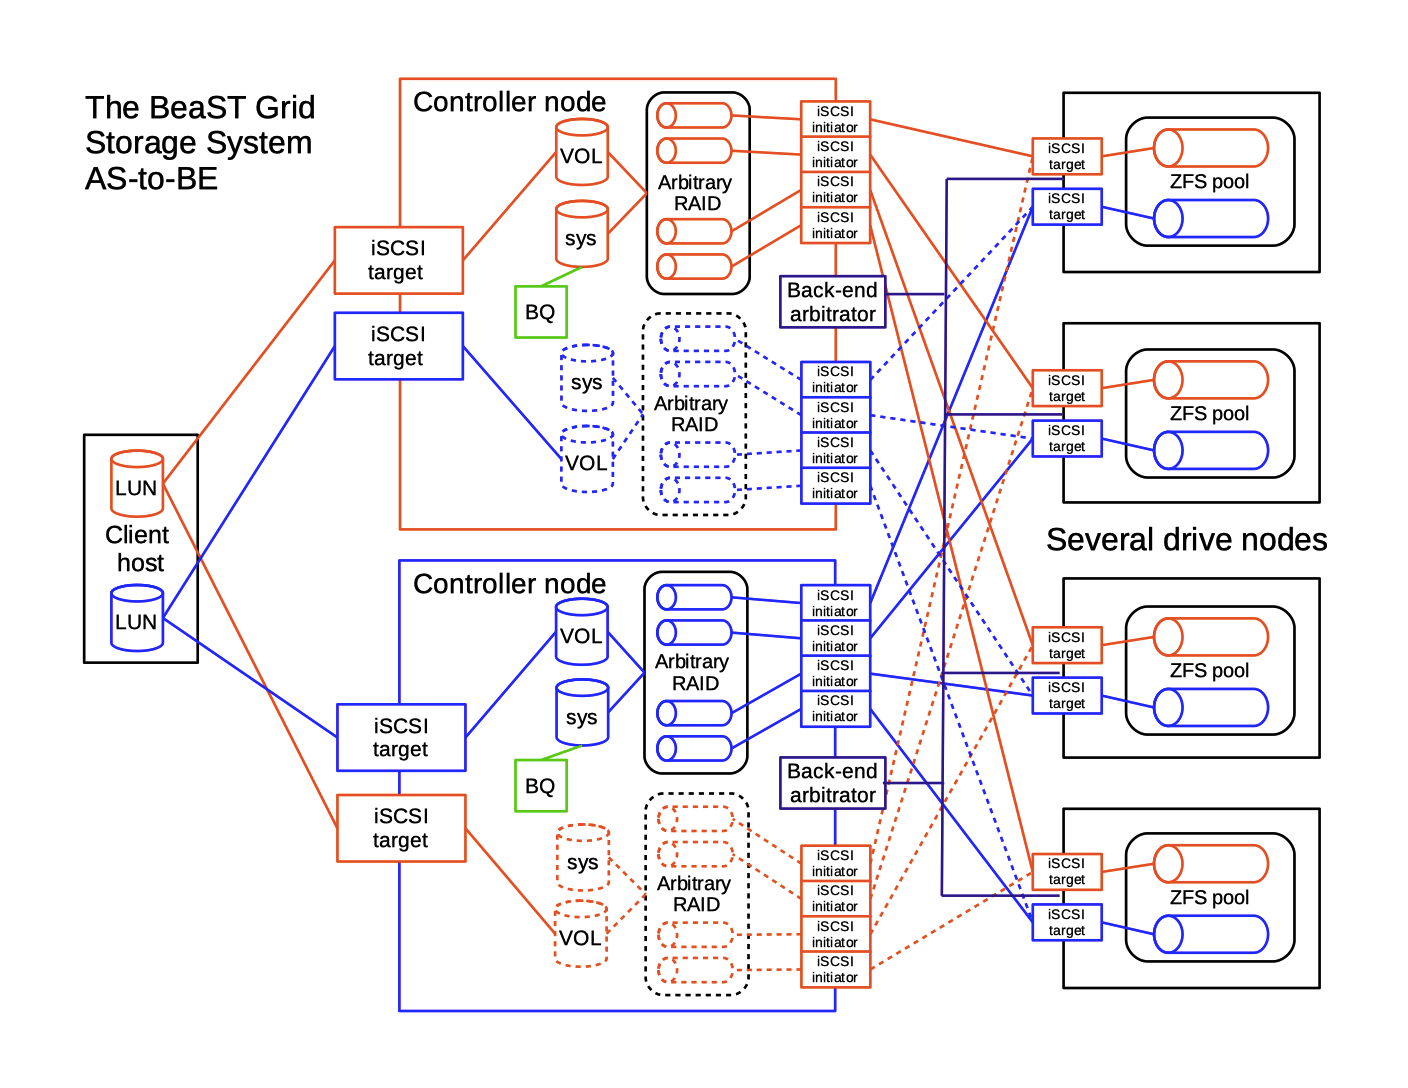 The BeaST Grid
Storage System
AS-to-BE
Controller node
VOL
sys
BQ
Arbitrary
RAID
iSCSI
initiator
iSCSI
initiator
iSCSI
initiator
iSCSI
initiator
Back-end
arbitrator
iSCSI
target
iSCSI
target
sys
VOL
Arbitrary
RAID
iSCSI
initiator
iSCSI
initiator
iSCSI
initiator
iSCSI
initiator
LUN
Client
host
LUN
Controller node
VOL
sys
BQ
Arbitrary
RAID
iSCSI
initiator
iSCSI
initiator
iSCSI
initiator
iSCSI
initiator
Back-end
arbitrator
iSCSI
target
iSCSI
target
sys
VOL
Arbitrary
RAID
iSCSI
initiator
iSCSI
initiator
iSCSI
initiator
iSCSI
initiator
iSCSI
target
iSCSI
target
ZFS pool
iSCSI
target
iSCSI
target
ZFS pool
Several drive nodes
iSCSI
target
iSCSI
target
ZFS pool
iSCSI
target
iSCSI
target
ZFS pool